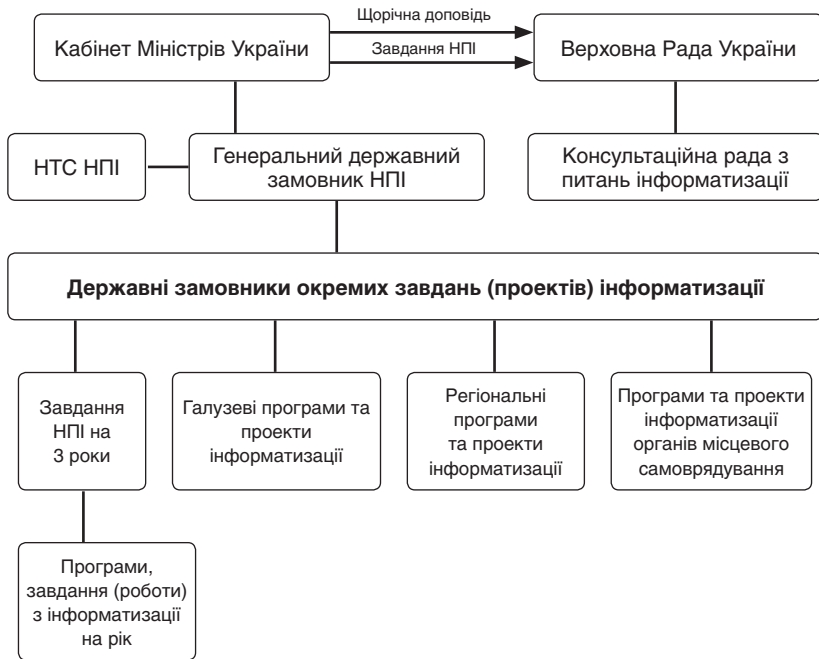 Щорічна доповідь
Кабінет Міністрів України
Завдання НПІ
Верховна Рада України
НТС НПІ
Генеральний державний
замовник НПІ
Консультаційна рада з
питань інформатизації
Державні замовники окремих завдань (проектів) інформатизації
Завдання
НПІ на
3 роки
Галузеві програми та
проекти
інформатизації
Регіональні
програми
та проекти
інформатизації
Програми та проекти
інформатизації
органів місцевого
самоврядування
Програми,
завдання (роботи)
з інформатизації
на рік